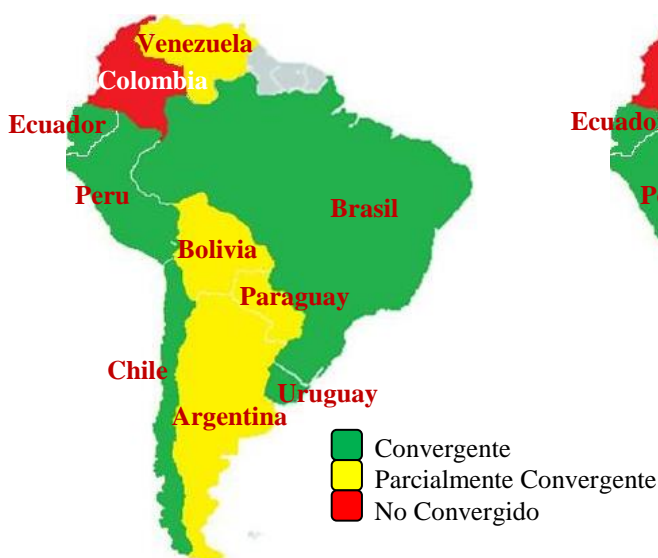 Venezuela
Colombia
Ecuador
Ecuado
Peru
P
Brasil
Bolivia
Paraguay
Chile
Uruguay
Argentina
Convergente
Parcialmente Convergente
No Convergido